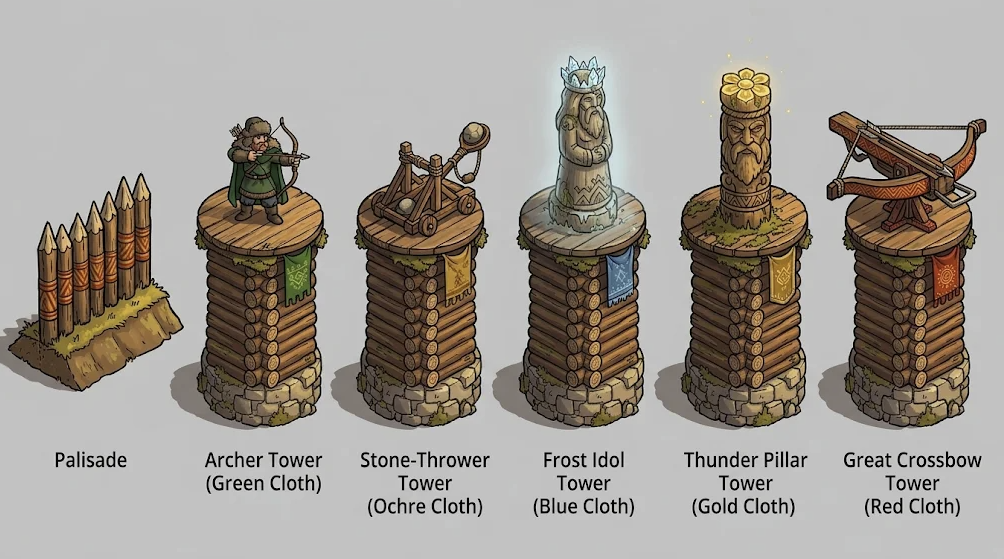 Palisade
Archer Tower
(Green Cloth)
Stone-Thrower
Tower
(Ochre Cloth)
Frost Idol
Tower
(Blue Cloth)
Thunder Pillar
Tower
(Gold Cloth)
Great Crossbow
Tower
(Red Cloth)